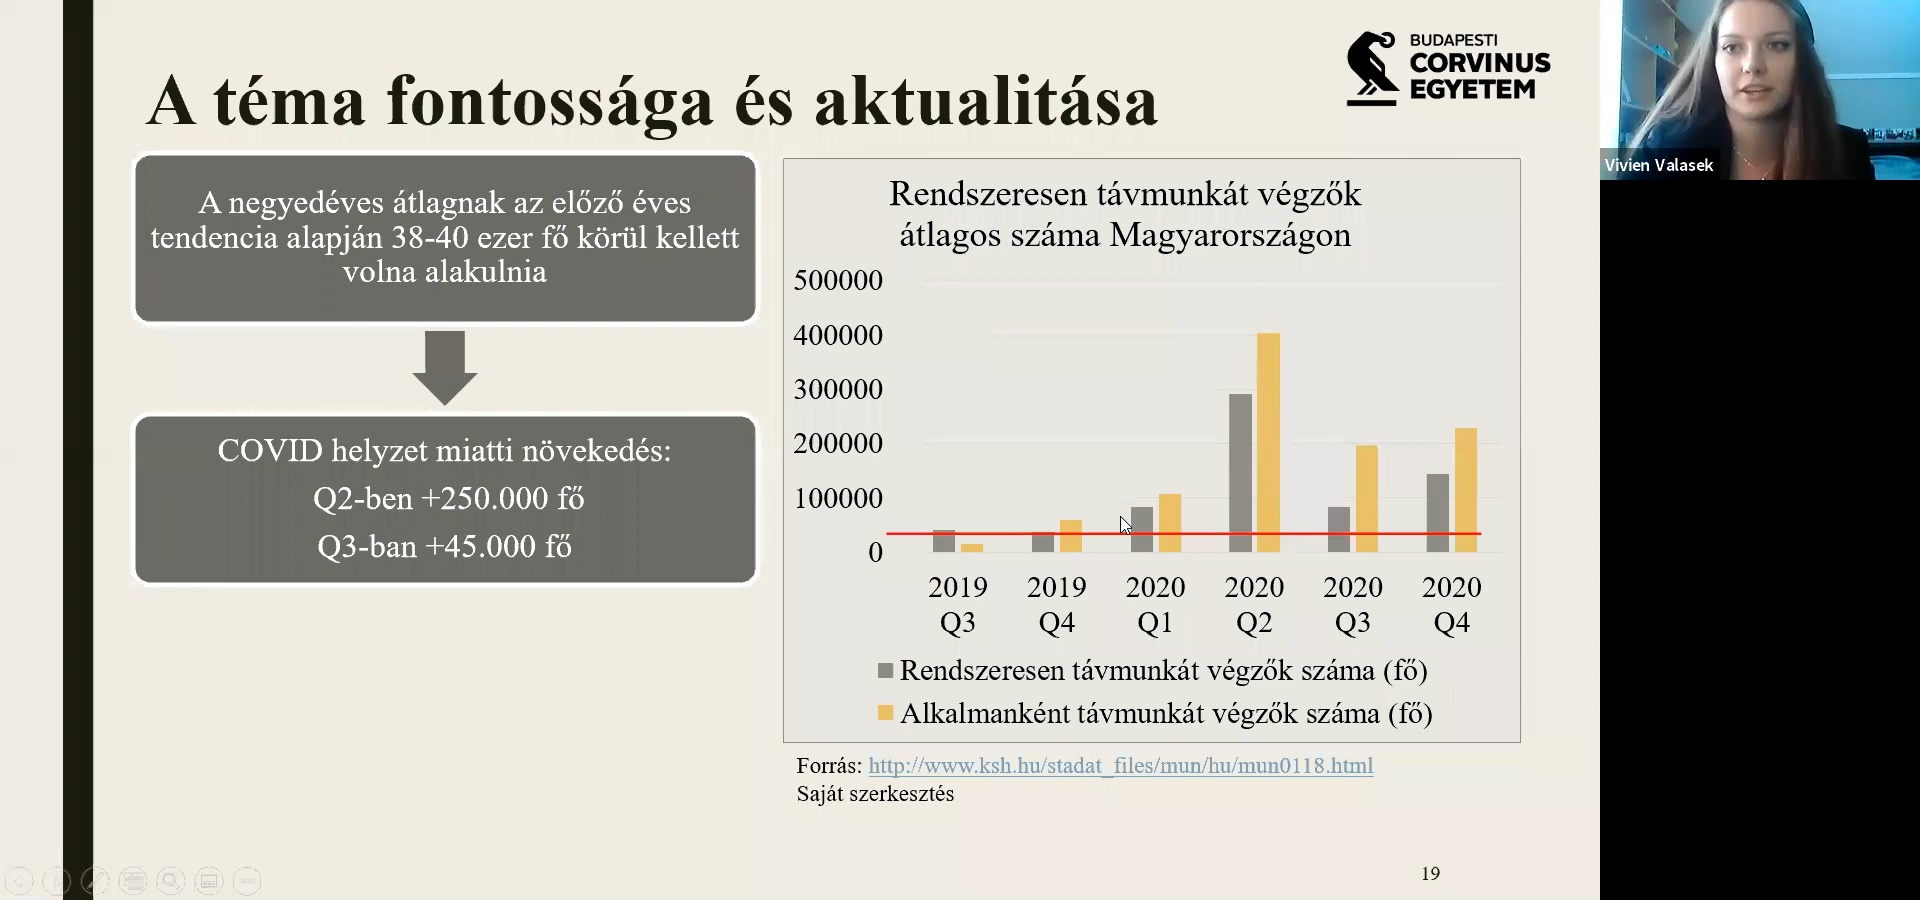 A téma fontossága és aktualitása
BUDAPESTI
CORVINUS
EGYETEM
Vivien Valasek
A negyedéves átlagnak az előző éves
tendencia alapján 38-40 ezer fő körül kellett
volna alakulnia
COVID helyzet miatti növekedés:
Q2-ben +250.000 fő
Q3-ban +45.000 fő
Rendszeresen távmunkát végzők
átlagos száma Magyarországon
500000
400000
300000
200000
100000
0
2019 2019 2020 2020 2020 2020
Q3 Q4 Q1 Q2 Q3 Q4
Rendszeresen távmunkát végzők száma (fő)
Alkalmanként távmunkát végzők száma (fő)
Forrás: http://www.ksh.hu/stadat_files/mun/hu/mun0118.html
Saját szerkesztés
19